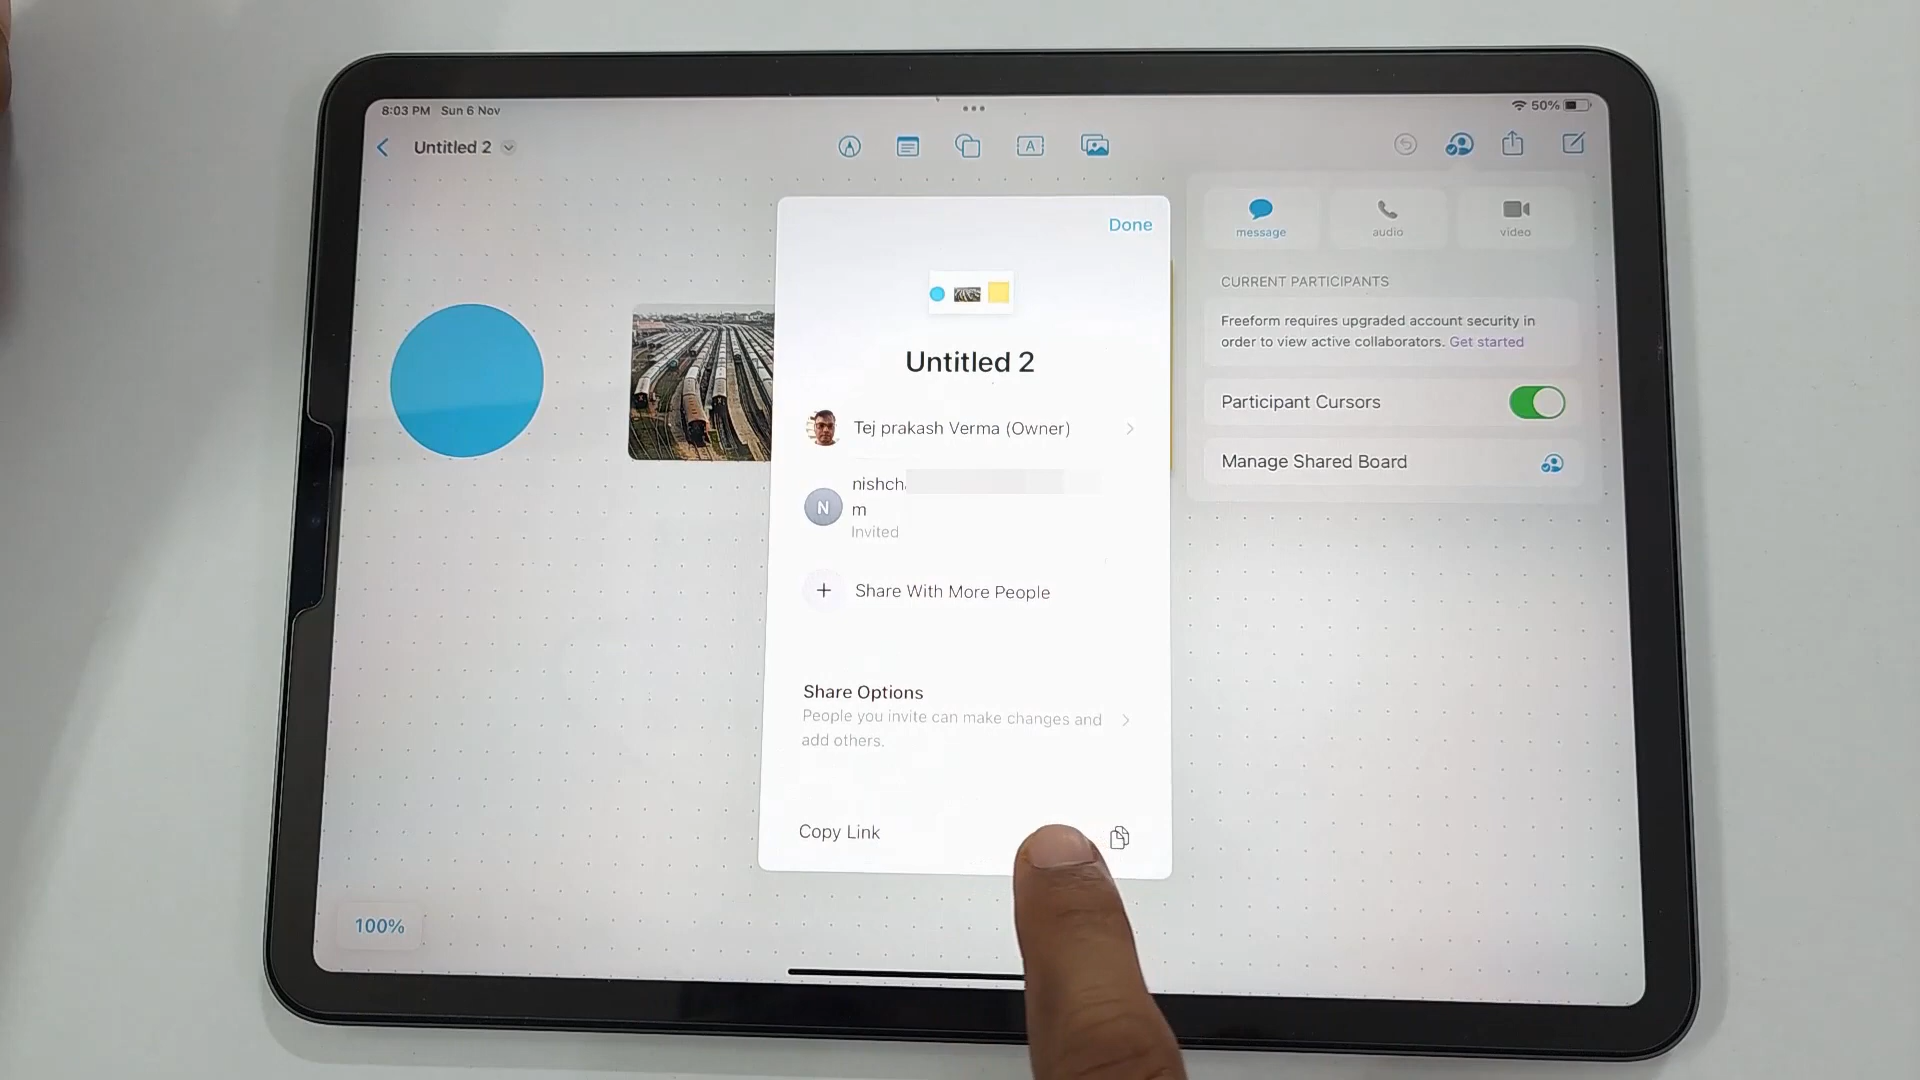 8:03 PM Sun 6 Nov
50%
Untitled 2
A
message
audio
video
CURRENT PARTICIPANTS
Freeform requires upgraded account security in
order to view active collaborators. Get started
Participant Cursors
Manage Shared Board
Done
Untitled 2
Tej prakash Verma (Owner)
N
nishch
m
Invited
+ Share With More People
Share Options
People you invite can make changes and
add others.
Copy Link
100%